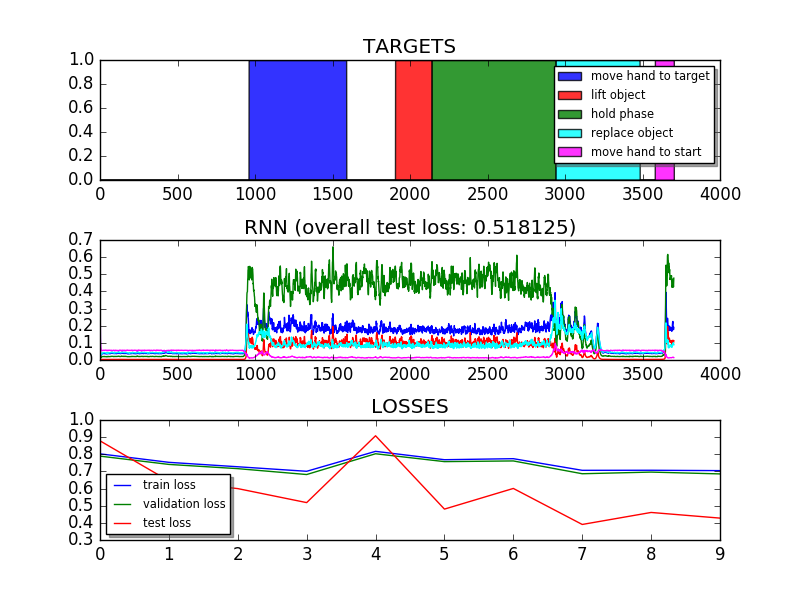 TARGETS
1.0
0.8
0.6
0.4
0.2
0.0
move hand to target
lift object
hold phase
replace object
move hand to start
0 500 1000 1500 2000 2500 3000 3500 4000
RNN (overall test loss: 0.518125)
0.7
0.6
0.5
0.4
0.3
0.2
0.1
0.0
0 500 1000 1500 2000 2500 3000 3500 4000
LOSSES
1.0
0.9
0.8
0.7
0.6
0.5
0.4
0.3
train loss
validation loss
test loss
0 1 2 3 4 5 6 7 8 9